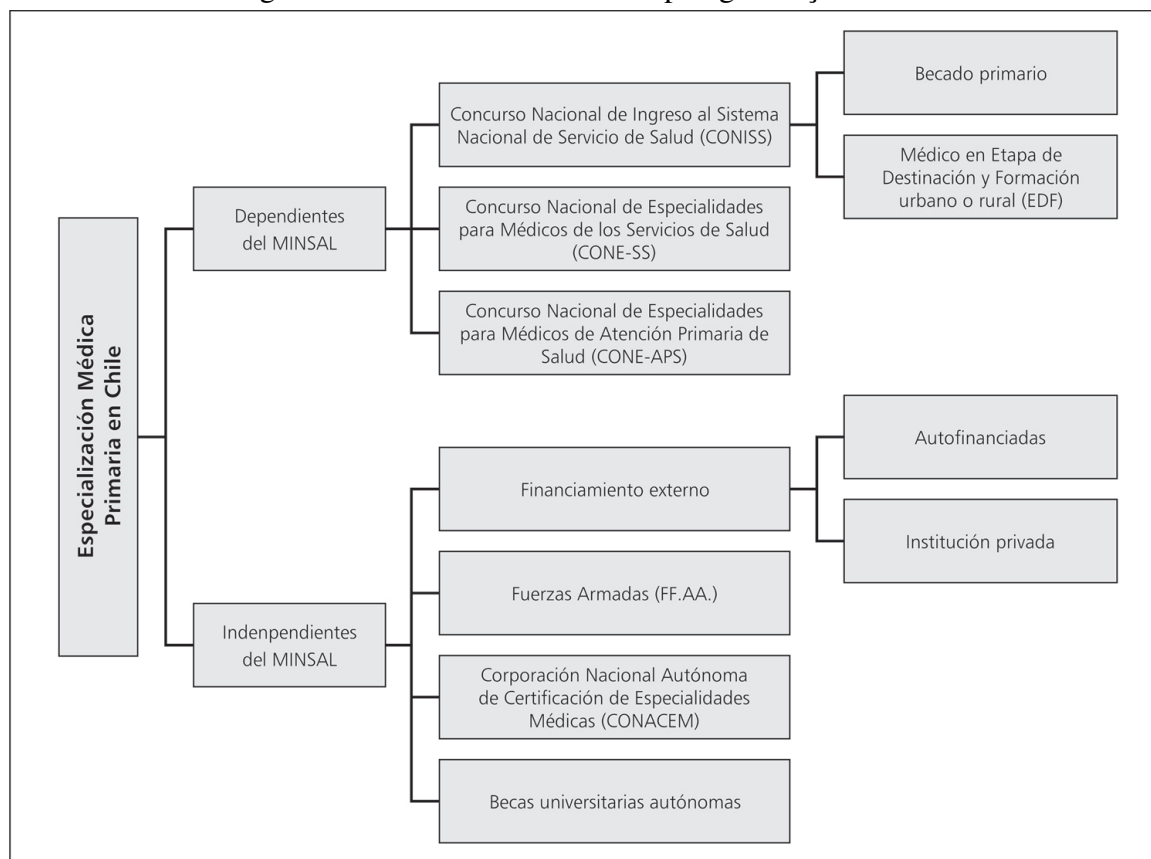 Becado primario
Concurso Nacional de Ingreso al Sistema
Nacional de Servicio de Salud (CONISS)
Médico en Etapa de
Destinación y Formación
urbano o rural (EDF)
Dependientes
del MINSAL
Concurso Nacional de Especialidades
para Médicos de los Servicios de Salud
(CONE-SS)
Concurso Nacional de Especialidades
para Médicos de Atención Primaria de
Salud (CONE-APS)
Especialización Médica
Primaria en Chile
Autofinanciadas
Financiamiento externo
Institución privada
Fuerzas Armadas (FF.AA.)
Indenpendientes
del MINSAL
Corporación Nacional Autónoma
de Certificación de Especialidades
Médicas (CONACEM)
Becas universitarias autónomas